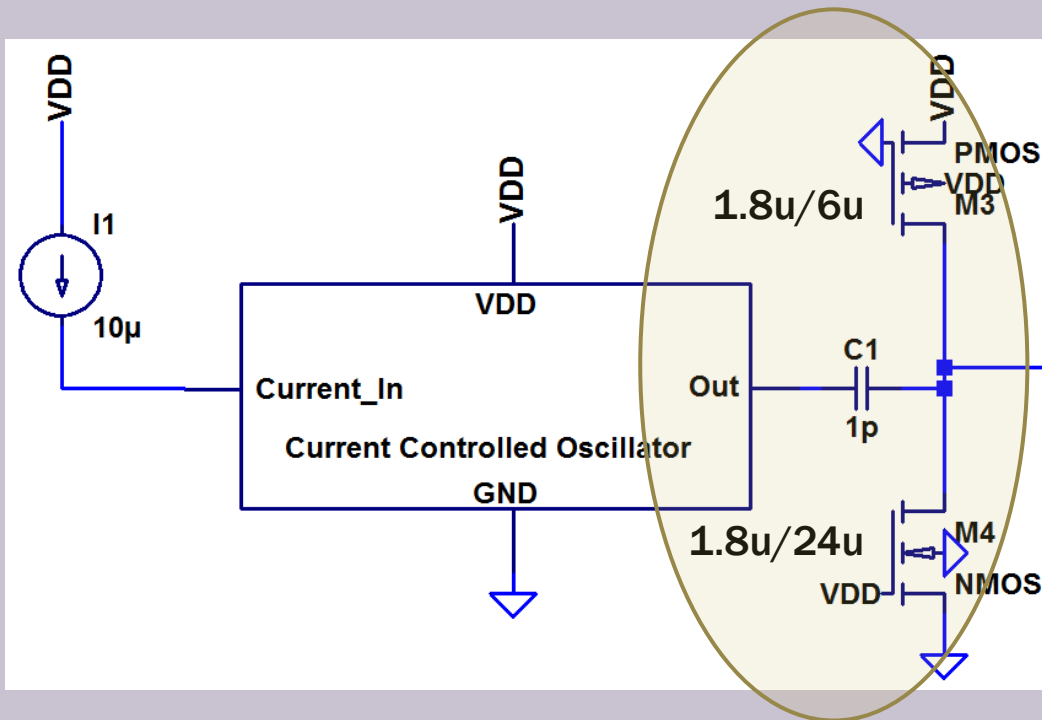 VDD
I1
10µ
VDD
VDD
Current_In
Out
Current Controlled Oscillator
GND
C1
1p
VDD
PMOS
VDD
M3
1.8u/6u
1.8u/24u
M4
VDD
NMOS